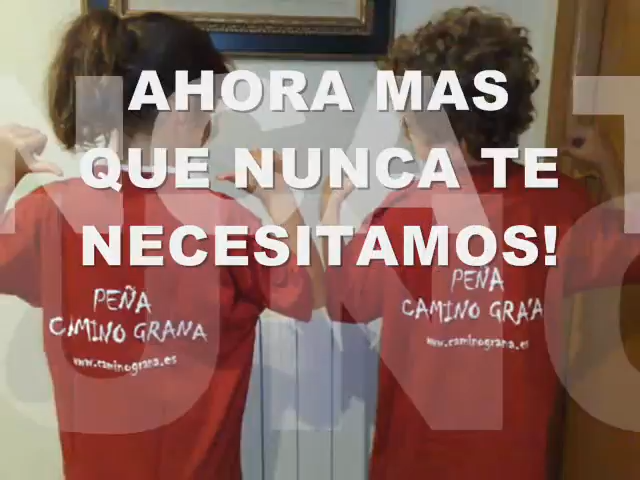 AHORA MAS
QUE NUNCA TE
NECESITAMOS!
PEÑA
CAMINO GRANA
www.caminograna.es
PEÑA
CAMINO GRANA
www.caminograna.es